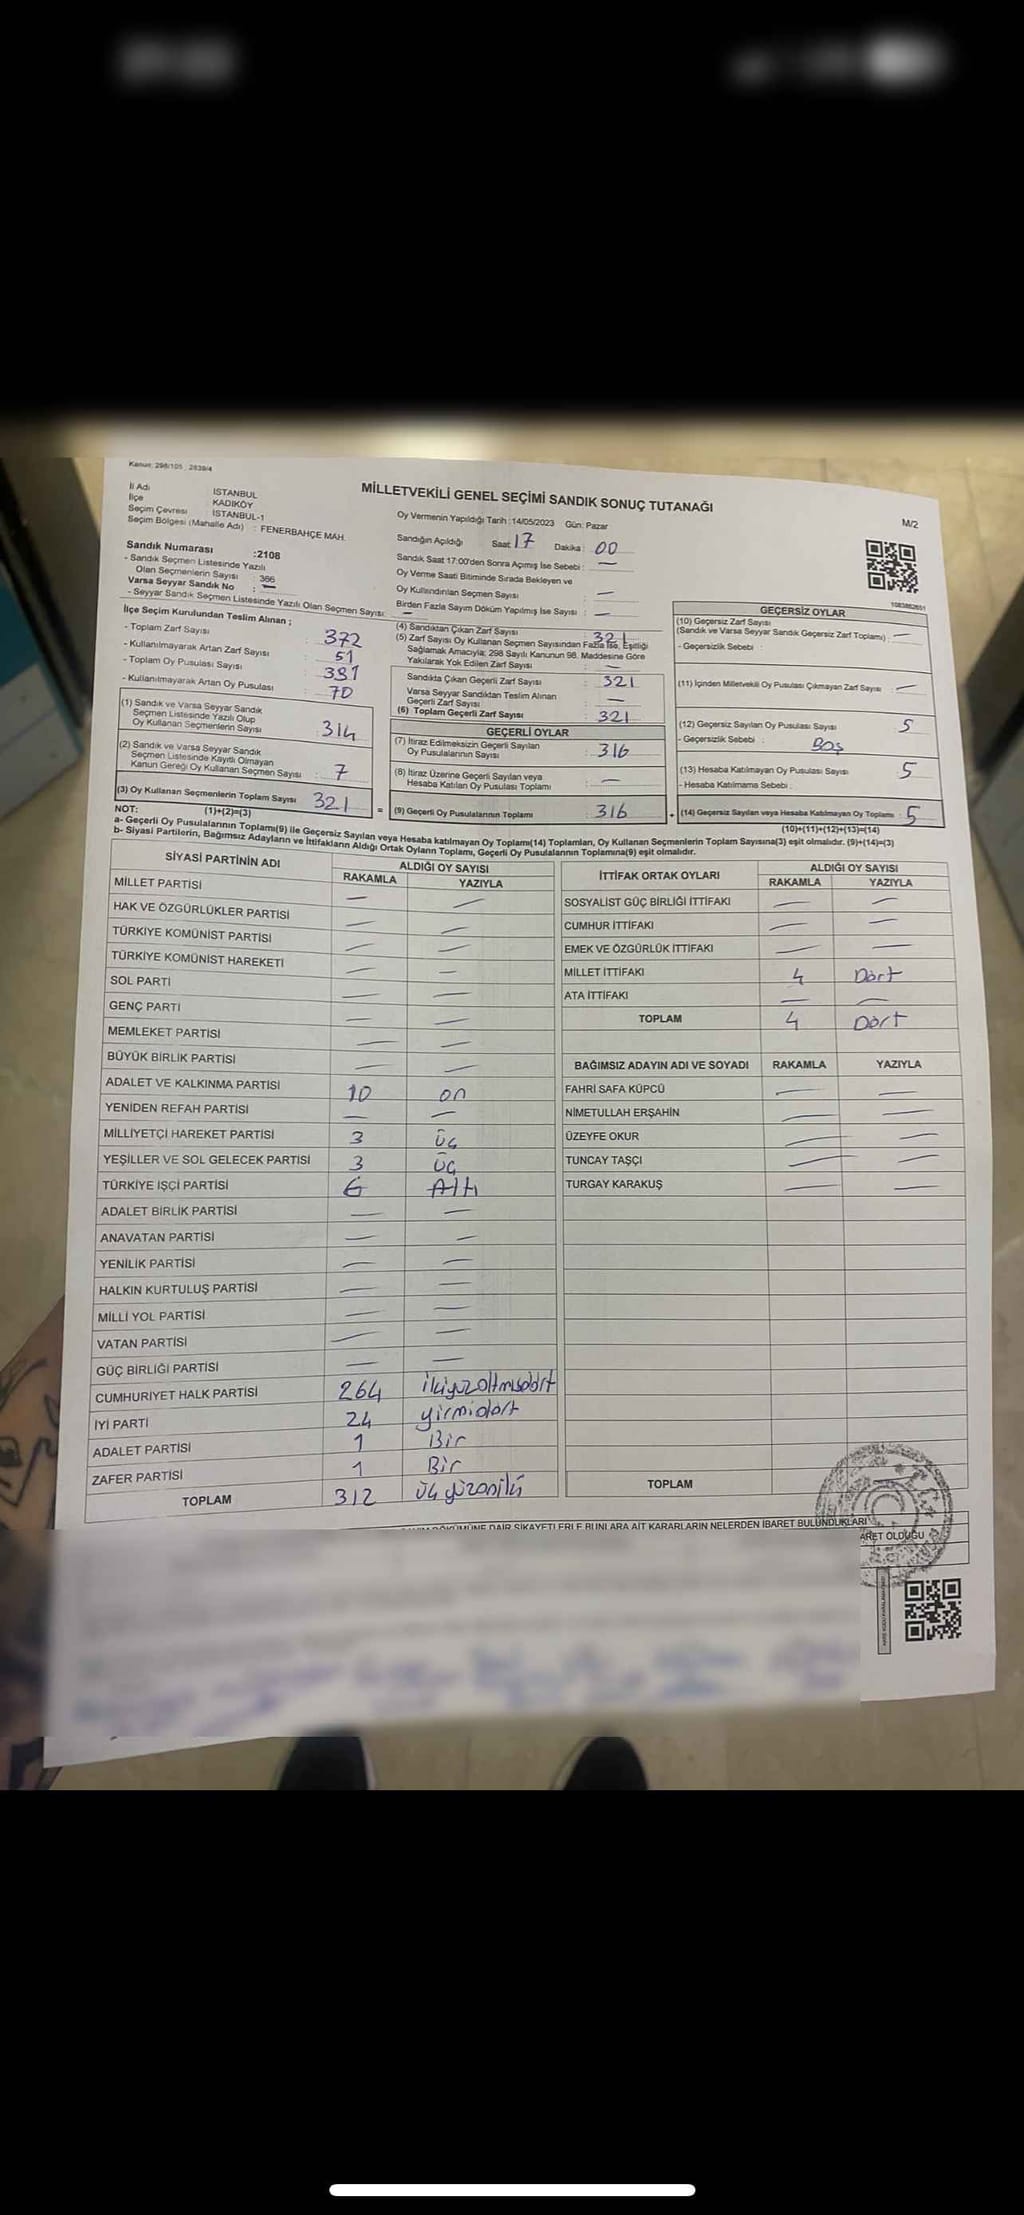 Kanun: 298/105, 2839/4
MİLLETVEKİLİ GENEL SEÇİMİ SANDIK SONUÇ TUTANAĞI
M/2
İl Adı İSTANBUL
İlçe KADIKÖY
Seçim Çevresi İSTANBUL-1
Seçim Bölgesi (Mahalle Adı) : FENERBAHÇE MAH.
Sandık Numarası :2108
- Sandık Seçmen Listesinde Yazılı
Olan Seçmenlerin Sayısı : 366
Varsa Seyyar Sandık No : —
- Seyyar Sandık Seçmen Listesinde Yazılı Olan Seçmen Sayısı: —
Oy Vermenin Yapıldığı Tarih :14/05/2023 Gün: Pazar
Sandığın Açıldığı Saat 17 Dakika : 00
Sandık Saat 17:00'den Sonra Açımış İse Sebebi : —
Oy Verme Saati Bitiminde Sırada Bekleyen ve
Oy Kullandırılan Seçmen Sayısı : —
Birden Fazla Sayım Döküm Yapılmış İse Sayısı : —
1083862651
İlçe Seçim Kurulundan Teslim Alınan ;
- Toplam Zarf Sayısı : 372
- Kullanılmayarak Artan Zarf Sayısı : 51
- Toplam Oy Pusulası Sayısı : 391
- Kullanılmayarak Artan Oy Pusulası : 70
(1) Sandık ve Varsa Seyyar Sandık
Seçmen Listesinde Yazılı Olup
Oy Kullanan Seçmenlerin Sayısı : 314
(2) Sandık ve Varsa Seyyar Sandık
Seçmen Listesinde Kayıtlı Olmayan
Kanun Gereği Oy Kullanan Seçmen Sayısı : 7
(3) Oy Kullanan Seçmenlerin Toplam Sayısı 321
(4) Sandıktan Çıkan Zarf Sayısı : 321
(5) Zarf Sayısı Oy Kullanan Seçmen Sayısından Fazla İse, Eşitliği
Sağlamak Amacıyla; 298 Sayılı Kanunun 98. Maddesine Göre
Yakılarak Yok Edilen Zarf Sayısı : —
Sandıkta Çıkan Geçerli Zarf Sayısı : 321
Varsa Seyyar Sandıktan Teslim Alınan
Geçerli Zarf Sayısı : —
(6) Toplam Geçerli Zarf Sayısı : 321
GEÇERLİ OYLAR
(7) İtiraz Edilmeksizin Geçerli Sayılan
Oy Pusulalarının Sayısı : 316
(8) İtiraz Üzerine Geçerli Sayılan veya
Hesaba Katılan Oy Pusulası Toplamı : —
= (9) Geçerli Oy Pusulalarının Toplamı : 316
GEÇERSİZ OYLAR
(10) Geçersiz Zarf Sayısı
(Sandık ve Varsa Seyyar Sandık Geçersiz Zarf Toplamı) : —
- Geçersizlik Sebebi :
(11) İçinden Milletvekili Oy Pusulası Çıkmayan Zarf Sayısı : —
(12) Geçersiz Sayılan Oy Pusulası Sayısı : 5
- Geçersizlik Sebebi : Boş
(13) Hesaba Katılmayan Oy Pusulası Sayısı : 5
- Hesaba Katılmama Sebebi :
+ (14) Geçersiz Sayılan veya Hesaba Katılmayan Oy Toplamı : 5
NOT: (1)+(2)=(3)
(10)+(11)+(12)+(13)=(14)
a- Geçerli Oy Pusulalarının Toplamı(9) ile Geçersiz Sayılan veya Hesaba katılmayan Oy Toplamı(14) Toplamları, Oy Kullanan Seçmenlerin Toplam Sayısına(3) eşit olmalıdır. (9)+(14)=(3)
b- Siyasi Partilerin, Bağımsız Adayların ve İttifakların Aldığı Ortak Oyların Toplamı, Geçerli Oy Pusulalarının Toplamına(9) eşit olmalıdır.
SİYASİ PARTİNİN ADI ALDIĞI OY SAYISI
RAKAMLA YAZIYLA
MİLLET PARTİSİ — —
HAK VE ÖZGÜRLÜKLER PARTİSİ — —
TÜRKİYE KOMÜNİST PARTİSİ — —
TÜRKİYE KOMÜNİST HAREKETİ — —
SOL PARTİ — —
GENÇ PARTİ — —
MEMLEKET PARTİSİ — —
BÜYÜK BİRLİK PARTİSİ — —
ADALET VE KALKINMA PARTİSİ 10 on
YENİDEN REFAH PARTİSİ — —
MİLLİYETÇİ HAREKET PARTİSİ 3 Üç
YEŞİLLER VE SOL GELECEK PARTİSİ 3 Üç
TÜRKİYE İŞÇİ PARTİSİ 6 Altı
ADALET BİRLİK PARTİSİ — —
ANAVATAN PARTİSİ — —
YENİLİK PARTİSİ — —
HALKIN KURTULUŞ PARTİSİ — —
MİLLİ YOL PARTİSİ — —
VATAN PARTİSİ — —
GÜÇ BİRLİĞİ PARTİSİ — —
CUMHURİYET HALK PARTİSİ 264 ikiyüzaltmışdört
İYİ PARTİ 24 yirmidört
ADALET PARTİSİ 1 Bir
ZAFER PARTİSİ 1 Bir
TOPLAM 312 Üçyüzoniki
İTTİFAK ORTAK OYLARI ALDIĞI OY SAYISI
RAKAMLA YAZIYLA
SOSYALİST GÜÇ BİRLİĞİ İTTİFAKI — —
CUMHUR İTTİFAKI — —
EMEK VE ÖZGÜRLÜK İTTİFAKI — —
MİLLET İTTİFAKI 4 Dört
ATA İTTİFAKI — —
TOPLAM 4 Dört
BAĞIMSIZ ADAYIN ADI VE SOYADI RAKAMLA YAZIYLA
FAHRİ SAFA KÜPCÜ — —
NİMETULLAH ERŞAHİN — —
ÜZEYFE OKUR — —
TUNCAY TAŞÇI — —
TURGAY KARAKUŞ — —
TOPLAM
DAİR ŞİKAYETLERLE BUNLARA AİT KARARLARIN NELERDEN İBARET BULUNDUKLARI
OLDUĞU